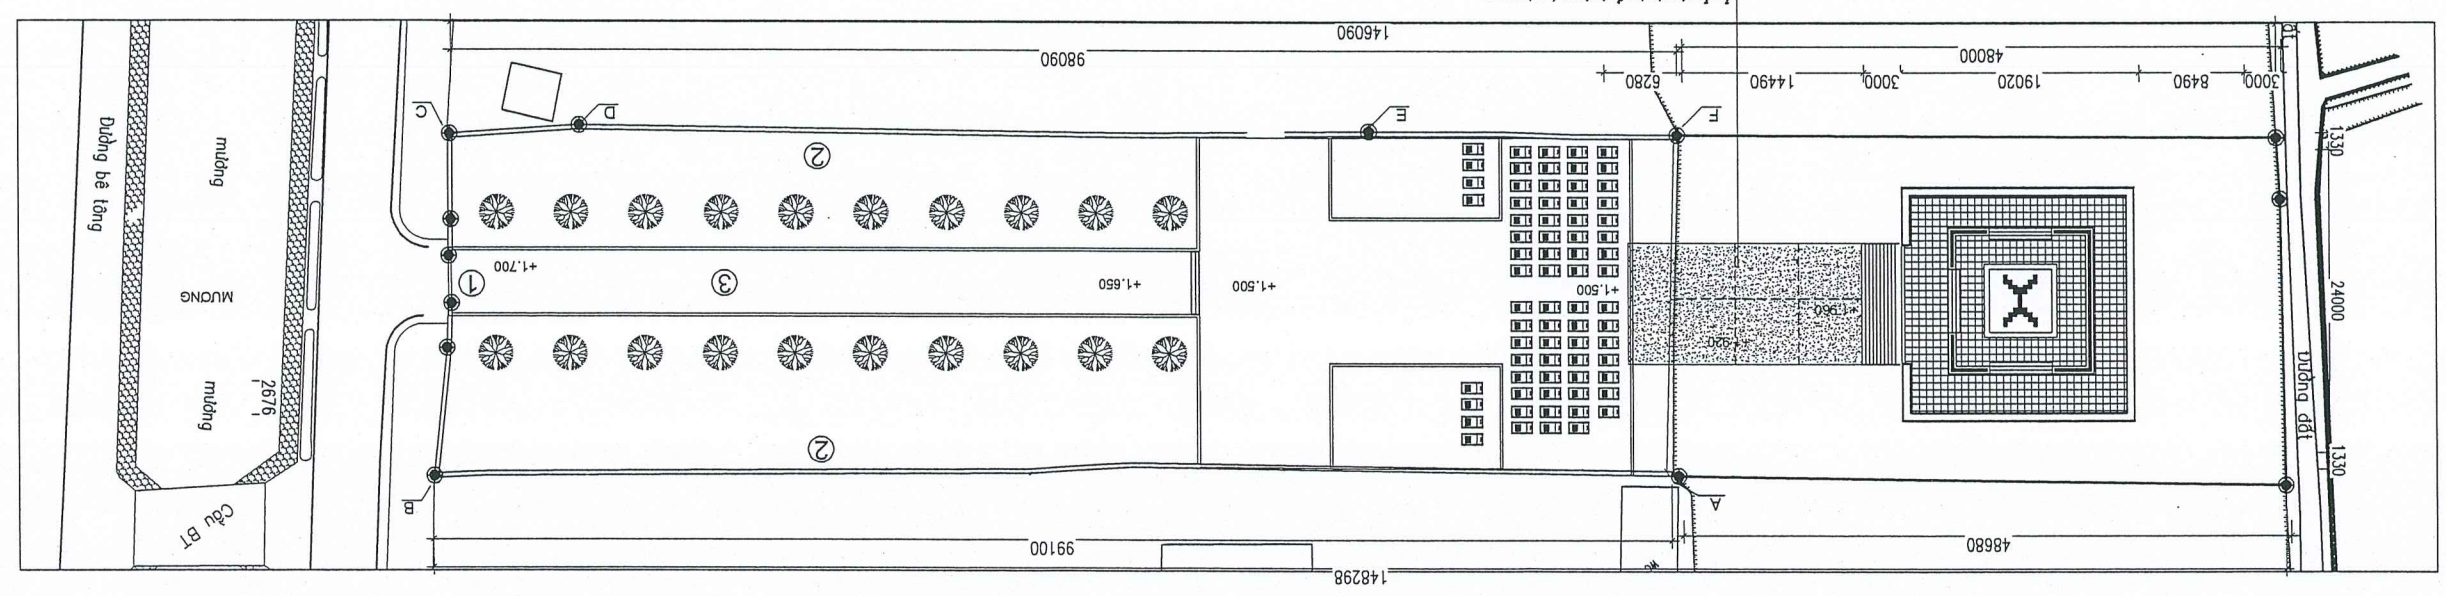 146090
98090
48000
6280
14490
3000
19020
8490
3000
C
D
E
F
1330
Đường bê tông
mương
2
+1.700
1
3
+1.650
+1.500
+1.500
+1.960
+1.920
MƯƠNG
24000
mương
2676
Đường đất
2
1330
B
A
Cầu BT
99100
48680
148298